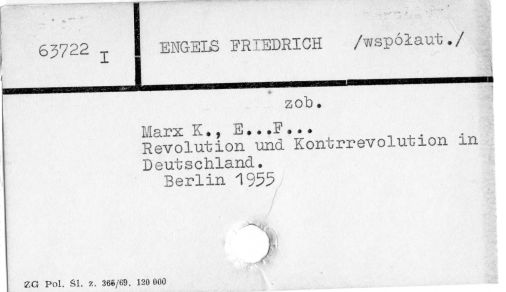 63722 I
ENGELS FRIEDRICH /współaut./
zob.
Marx K., E...F...
Revolution und Kontrrevolution in
Deutschland.
Berlin 1955
ZG Pol. Śl. z. 366/69. 120 000